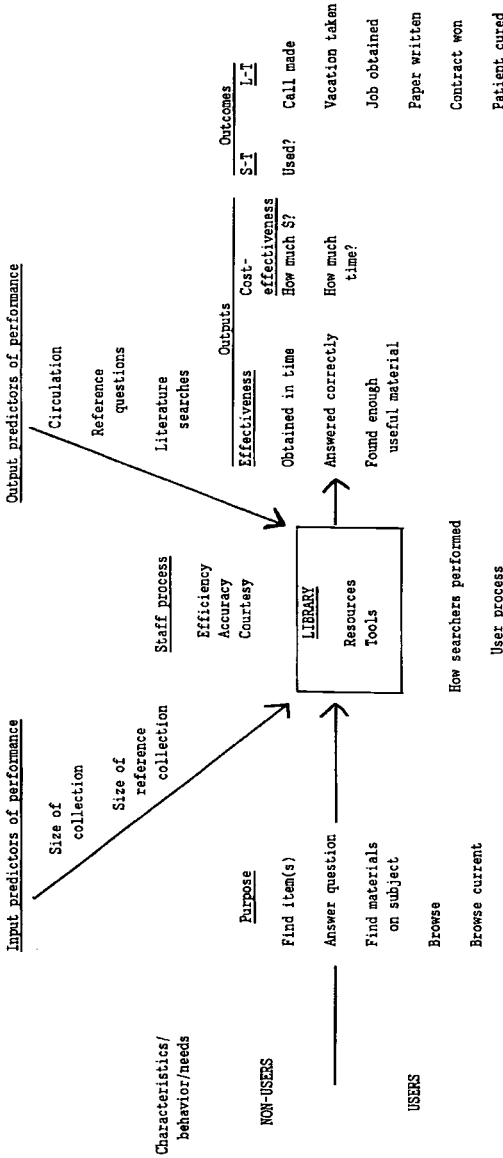 Input predictors of performance
Size of
collection
Size of
reference
collection
Output predictors of performance
Circulation
Reference
questions
Literature
searches
Characteristics/
behavior/needs
NON-USERS
USERS
Purpose
Find item(s)
Answer question
Find materials
on subject
Browse
Browse current
Staff process
Efficiency
Accuracy
Courtesy
LIBRARY
Resources
Tools
How searchers performed
User process
Outputs
Effectiveness
Obtained in time
Answered correctly
Found enough
useful material
Cost-
effectiveness
How much $?
How much
time?
Outcomes
S-T
Used?
L-T
Call made
Vacation taken
Job obtained
Paper written
Contract won
Patient cured